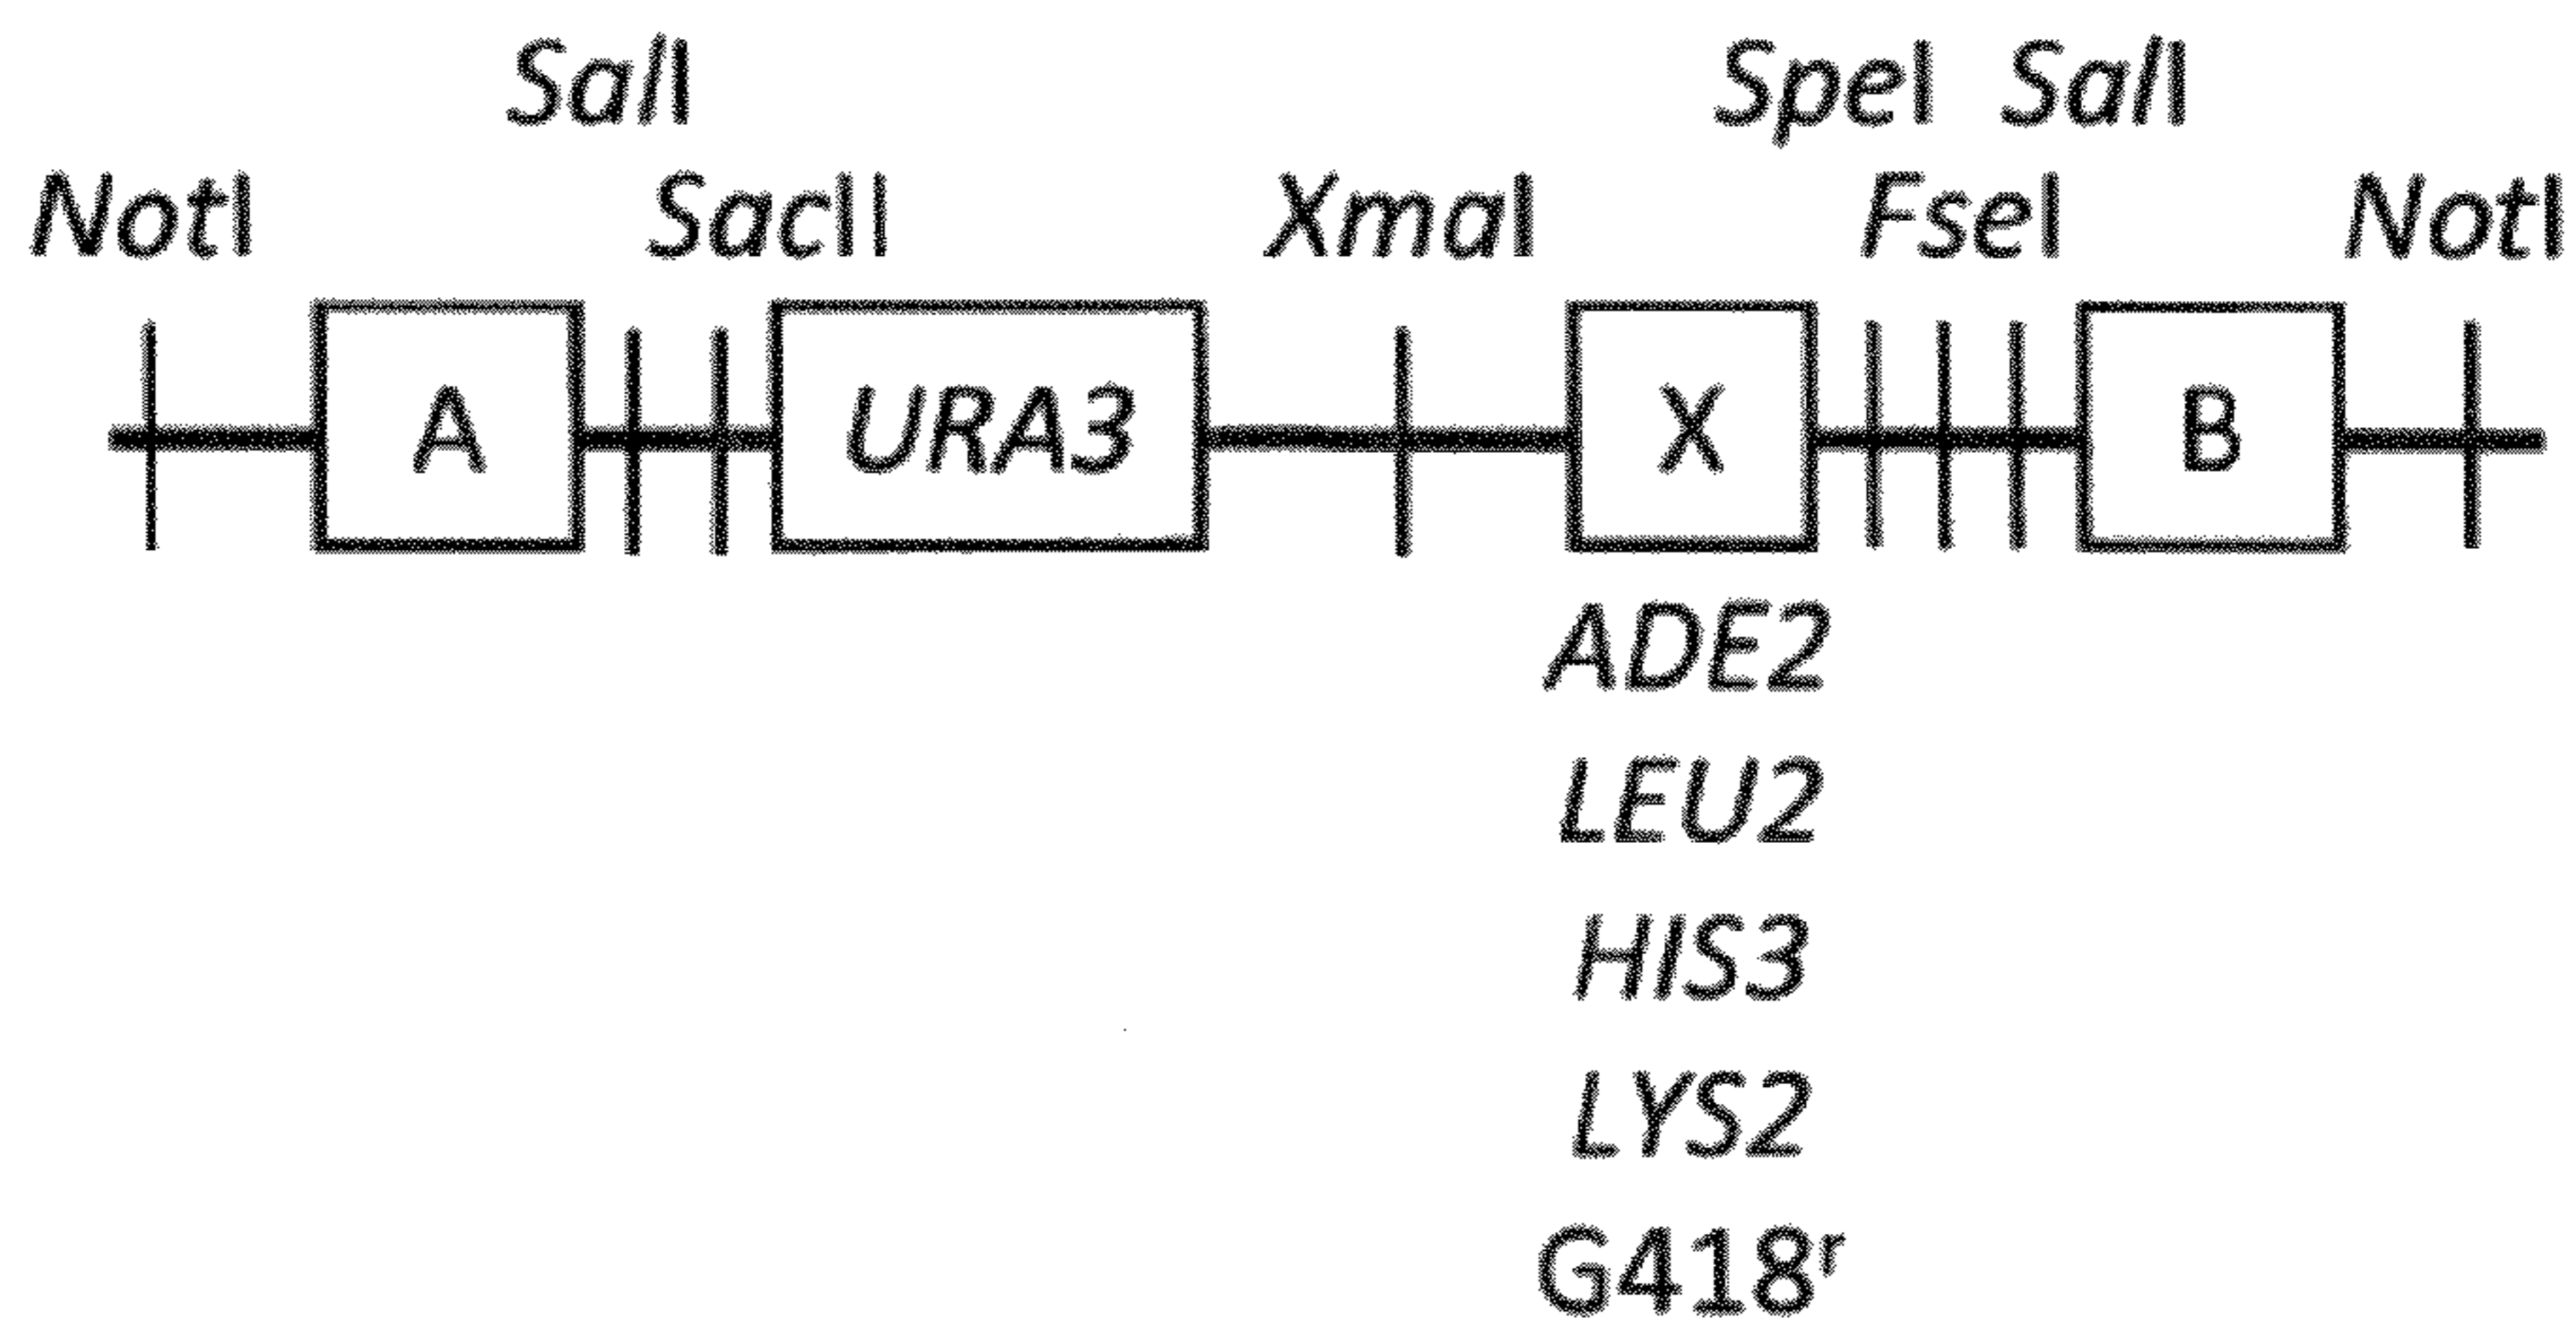 SalI SpeI SalI
NotI SacII XmaI FseI NotI
A URA3 X B
ADE2
LEU2
HIS3
LYS2
G418ʳ